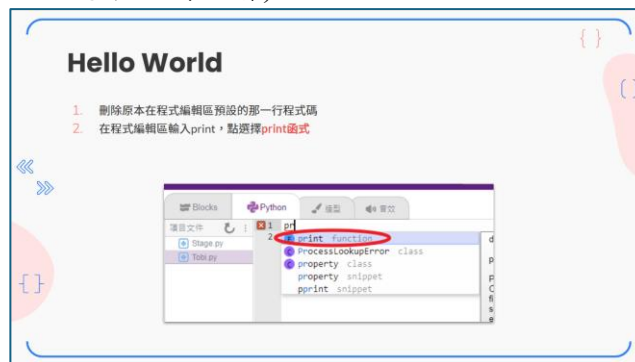 Hello World
1. 刪除原本在程式編輯區預設的那一行程式碼
2. 在程式編輯區輸入print，點選擇print函式
Blocks Python 造型 音效
項目文件
1 pr
2
Stage.py
Tobi.py
print function
ProcessLookupError class
property class
property snippet
pprint snippet
d
p
P
C
fi
s
e